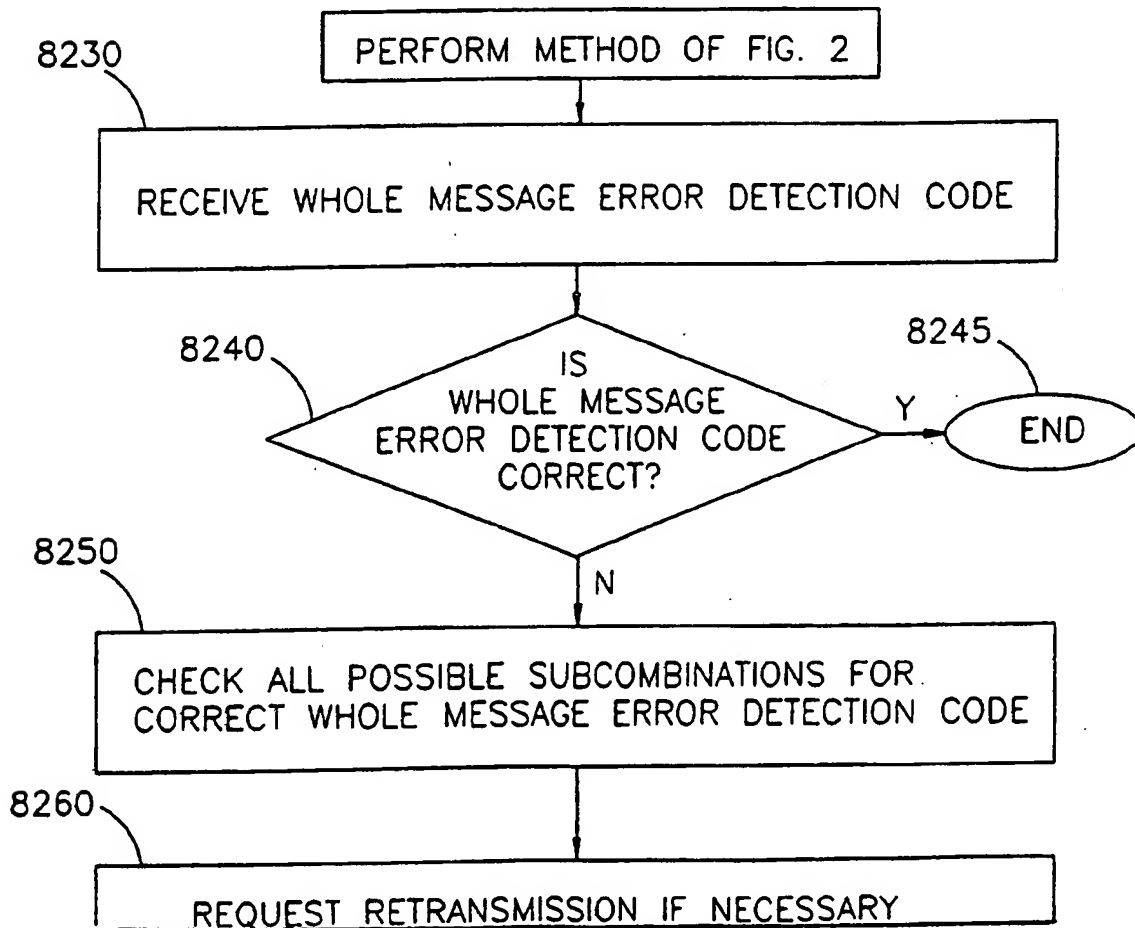 PERFORM METHOD OF FIG. 2
8230
RECEIVE WHOLE MESSAGE ERROR DETECTION CODE
8240
IS
WHOLE MESSAGE
ERROR DETECTION CODE
CORRECT?
Y
8245
END
N
8250
CHECK ALL POSSIBLE SUBCOMBINATIONS FOR
CORRECT WHOLE MESSAGE ERROR DETECTION CODE
8260
REQUEST RETRANSMISSION IF NECESSARY